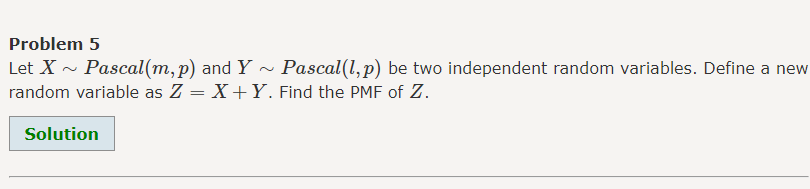 Problem 5
Let X ∼ Pascal(m, p) and Y ∼ Pascal(l, p) be two independent random variables. Define a new
random variable as Z = X + Y. Find the PMF of Z.
Solution